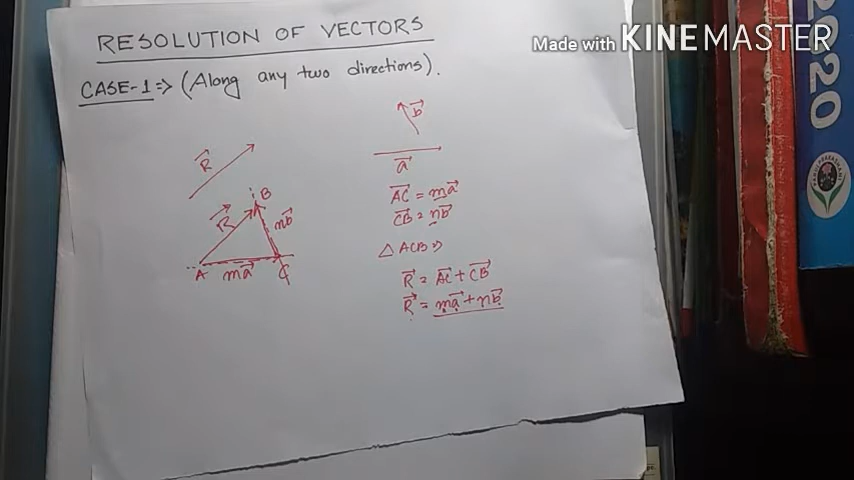 RESOLUTION OF VECTORS
Made with KINEMASTER
CASE-1 => (Along any two directions).
2020
b⃗
R⃗
a⃗
AC⃗ = ma⃗
CB⃗ = nb⃗
B
R⃗
nb⃗
△ ACB ⇒
A
ma⃗
C
R⃗ = AC⃗ + CB⃗
R⃗ = ma⃗ + nb⃗